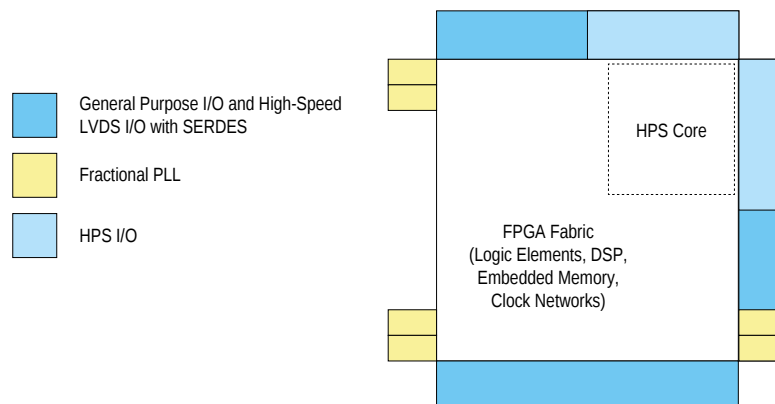 General Purpose I/O and High-Speed
LVDS I/O with SERDES
Fractional PLL
HPS I/O
HPS Core
FPGA Fabric
(Logic Elements, DSP,
Embedded Memory,
Clock Networks)